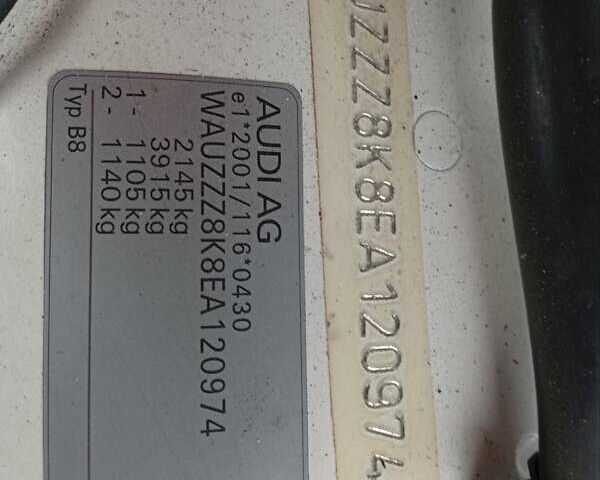 UZZZ8K8EA120974
AUDI AG
e1*2001/116*0430
WAUZZZ8K8EA120974
2145 kg
3915 kg
1 - 1105 kg
2 - 1140 kg
Typ B8